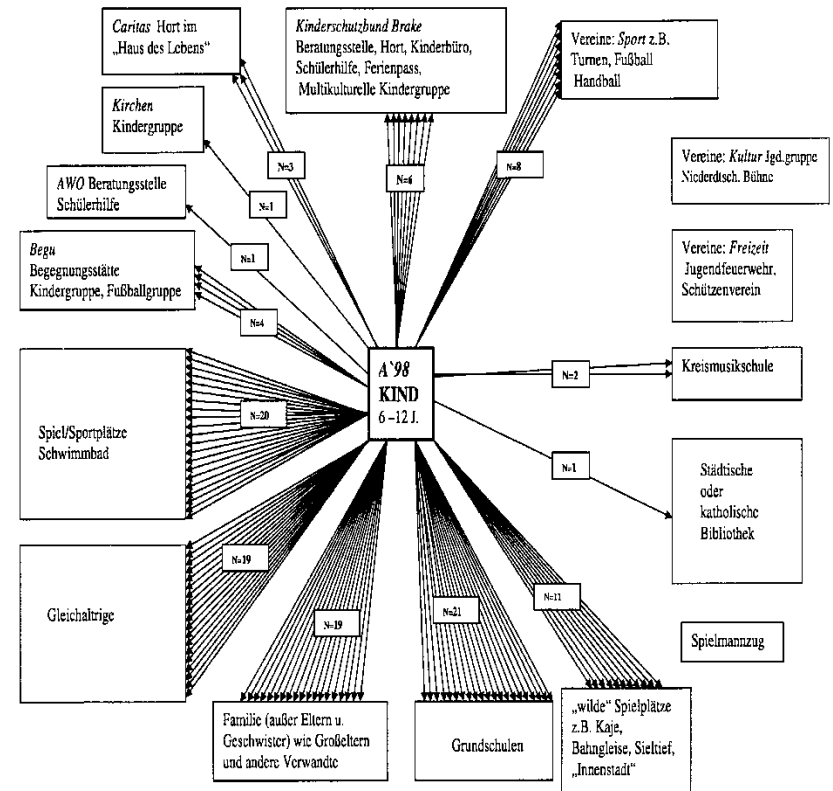 Caritas Hort im
„Haus des Lebens“
Kinderschutzbund Brake
Beratungsstelle, Hort, Kinderbüro,
Schülerhilfe, Ferienpass,
Multikulturelle Kindergruppe
Vereine: Sport z.B.
Turnen, Fußball
Handball
Kirchen
Kindergruppe
AWO Beratungsstelle
Schülerhilfe
Begu
Begegnungsstätte
Kindergruppe, Fußballgruppe
Vereine: Kultur Jgd.gruppe
Niederdtsch. Bühne
Vereine: Freizeit
Jugendfeuerwehr,
Schützenverein
N=3
N=6
N=8
N=1
N=1
N=4
A`98
KIND
6 –12 J.
N=2
Kreismusikschule
Spiel/Sportplätze
Schwimmbad
N=20
N=1
Städtische
oder
katholische
Bibliothek
Gleichaltrige
N=19
N=19
N=21
N=11
Spielmannzug
Familie (außer Eltern u.
Geschwister) wie Großeltern
und andere Verwandte
Grundschulen
„wilde“ Spielplätze
z.B. Kaje,
Bahngleise, Sieltief,
„Innenstadt“